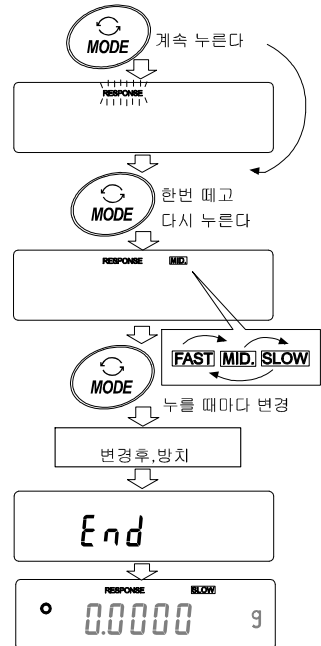 MODE 계속 누른다
RESPONSE
MODE 한번 떼고
다시 누른다
RESPONSE MID.
FAST MID. SLOW
MODE
누를 때마다 변경
변경후,방치
End
RESPONSE SLOW
0.0000 g